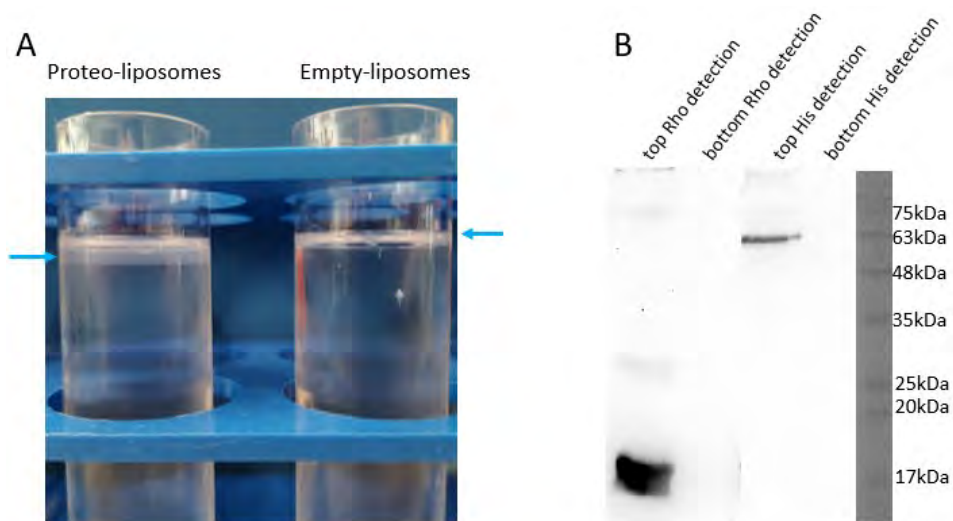 A
Proteo-liposomes
Empty-liposomes
B
top Rho detection
bottom Rho detection
top His detection
bottom His detection
75kDa
63kDa
48kDa
35kDa
25kDa
20kDa
17kDa